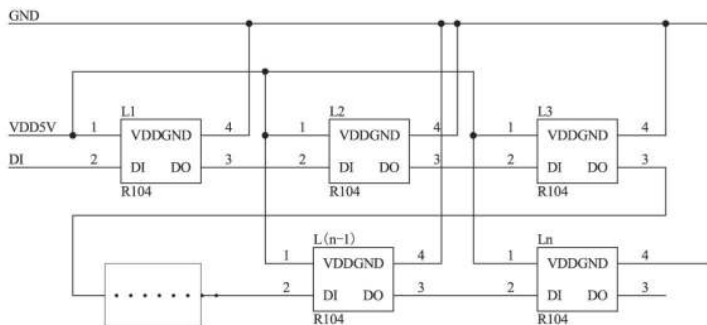 GND
L1 L2 L3
VDD5V 1 VDDGND 4 1 VDDGND 4 1 VDDGND 4
DI 2 DI DO 3 2 DI DO 3 2 DI DO 3
R104 R104 R104
L(n-1) Ln
1 VDDGND 4 1 VDDGND 4
2 DI DO 3 2 DI DO 3
R104 R104